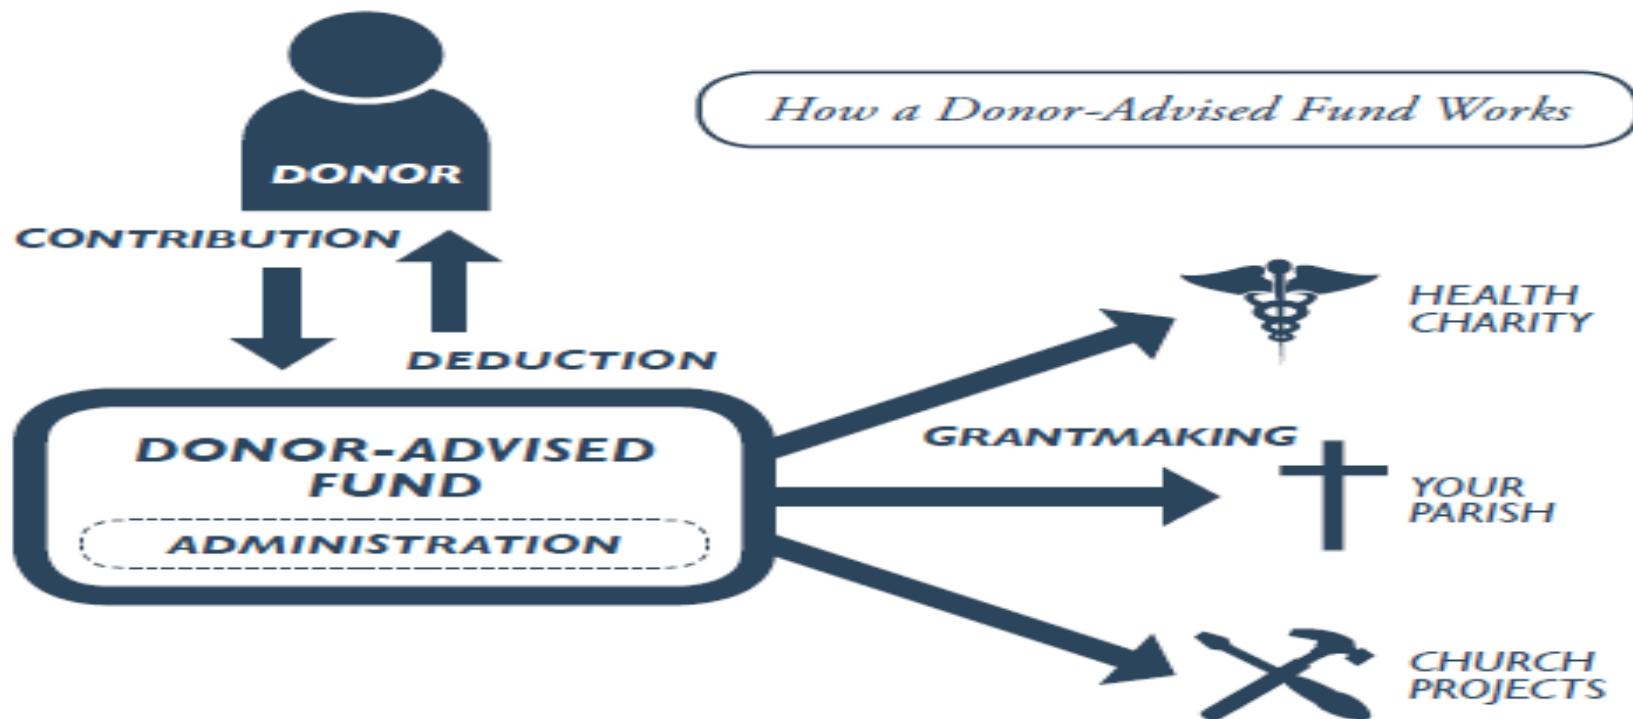 How a Donor-Advised Fund Works
DONOR
CONTRIBUTION
DEDUCTION
DONOR-ADVISED
FUND
ADMINISTRATION
GRANTMAKING
HEALTH
CHARITY
YOUR
PARISH
CHURCH
PROJECTS